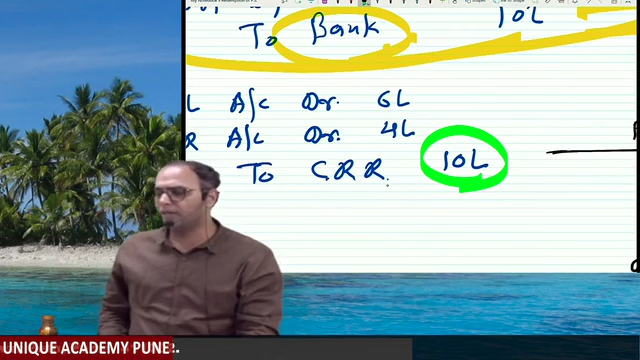 To Bank 10L
L A/c Dr. 6L
R A/c Dr. 4L
To CRR. 10L
UNIQUE ACADEMY PUNE